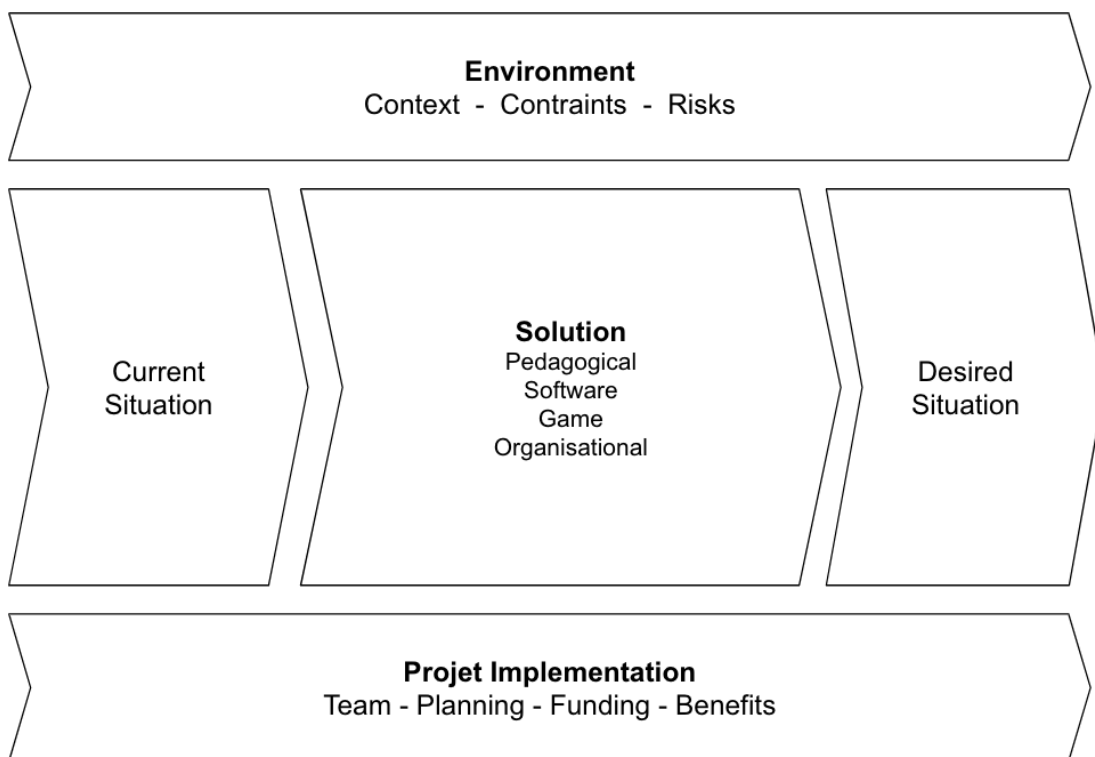 Environment
Context - Contraints - Risks
Current
Situation
Solution
Pedagogical
Software
Game
Organisational
Desired
Situation
Projet Implementation
Team - Planning - Funding - Benefits